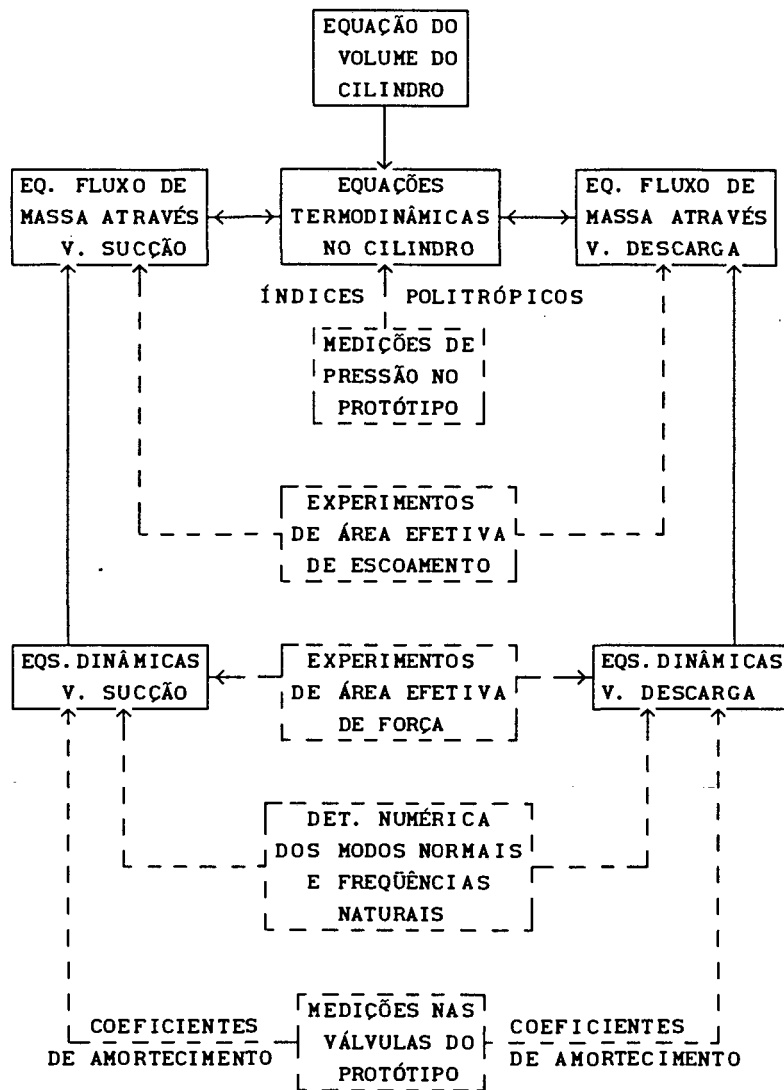 EQUAÇÃO DO
VOLUME DO
CILINDRO
EQ. FLUXO DE
MASSA ATRAVÉS
V. SUCÇÃO
EQUAÇÕES
TERMODINÂMICAS
NO CILINDRO
EQ. FLUXO DE
MASSA ATRAVÉS
V. DESCARGA
ÍNDICES POLITRÓPICOS
MEDIÇÕES DE
PRESSÃO NO
PROTÓTIPO
EXPERIMENTOS
DE ÁREA EFETIVA
DE ESCOAMENTO
EQS. DINÂMICAS
V. SUCÇÃO
EXPERIMENTOS
DE ÁREA EFETIVA
DE FORÇA
EQS. DINÂMICAS
V. DESCARGA
DET. NUMÉRICA
DOS MODOS NORMAIS
E FREQÜÊNCIAS
NATURAIS
COEFICIENTES
DE AMORTECIMENTO
MEDIÇÕES NAS
VÁLVULAS DO
PROTÓTIPO
COEFICIENTES
DE AMORTECIMENTO